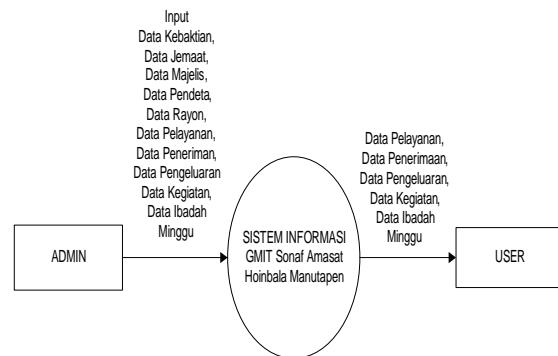 Input
Data Kebaktian,
Data Jemaat,
Data Majelis,
Data Pendeta,
Data Rayon,
Data Pelayanan,
Data Peneriman,
Data Pengeluaran
Data Kegiatan,
Data Ibadah
Minggu
ADMIN
SISTEM INFORMASI
GMIT Sonaf Amasat
Hoinbala Manutapen
Data Pelayanan,
Data Penerimaan,
Data Pengeluaran,
Data Kegiatan,
Data Ibadah
Minggu
USER